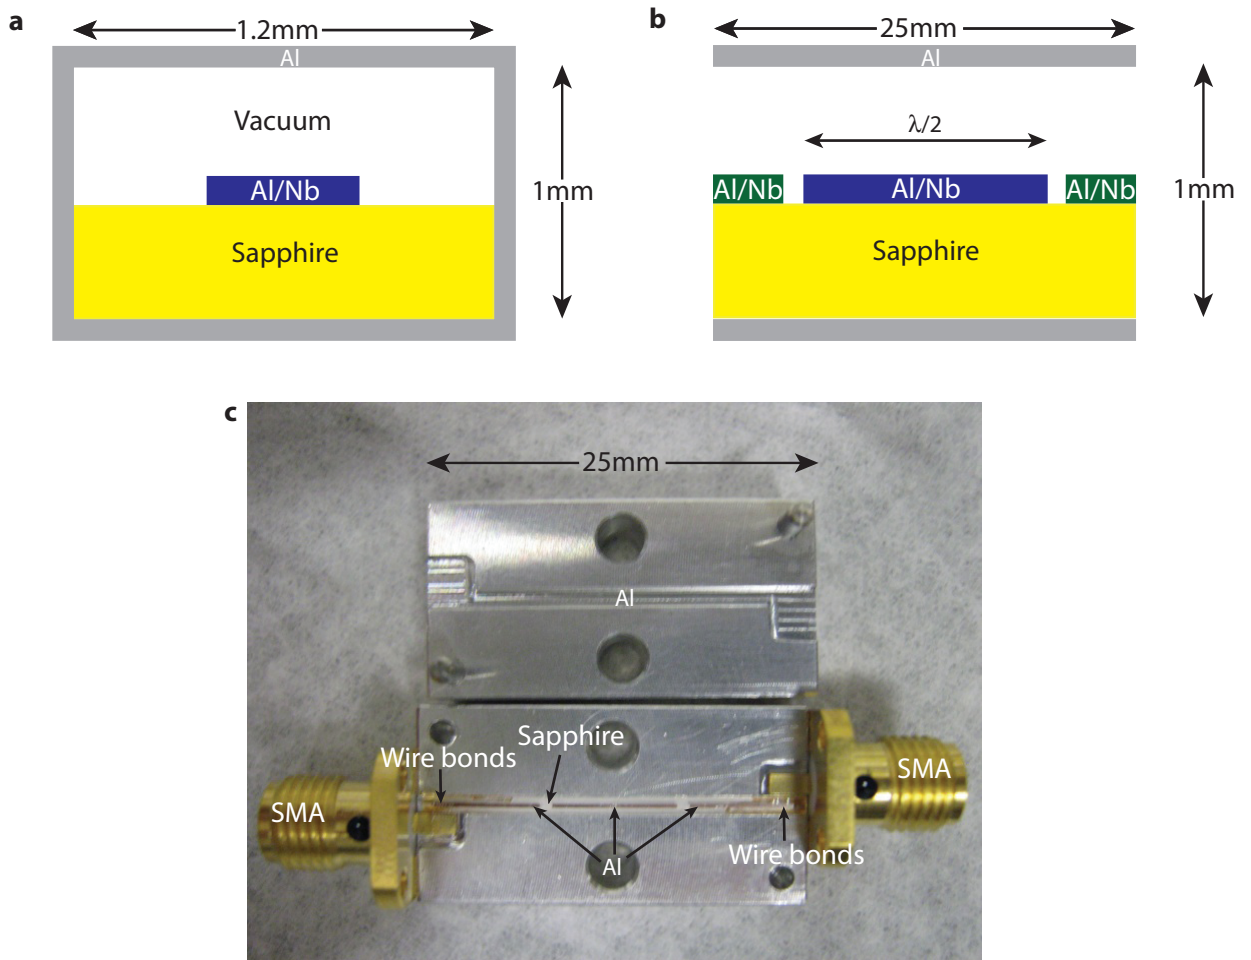 a
1.2mm
Al
Vacuum
1mm
Al/Nb
Sapphire
b
25mm
Al
λ/2
Al/Nb Al/Nb Al/Nb
1mm
Sapphire
c
25mm
Al
Sapphire
Wire bonds
SMA
SMA
Wire bonds
Al